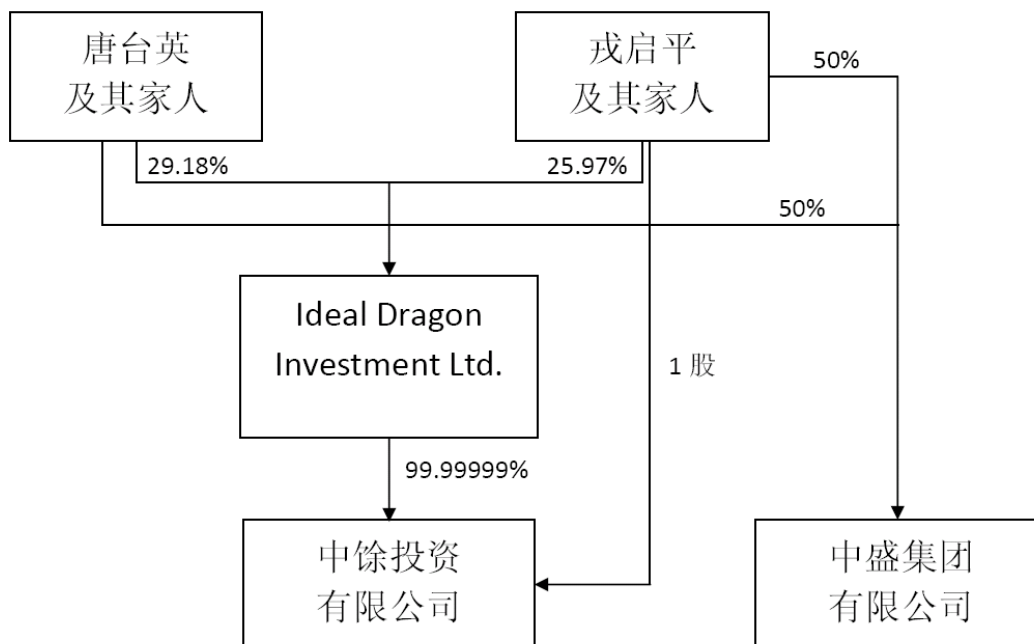 唐台英
及其家人
戎启平
及其家人
50%
29.18%
25.97%
50%
Ideal Dragon
Investment Ltd.
1 股
99.99999%
中馀投资
有限公司
中盛集团
有限公司